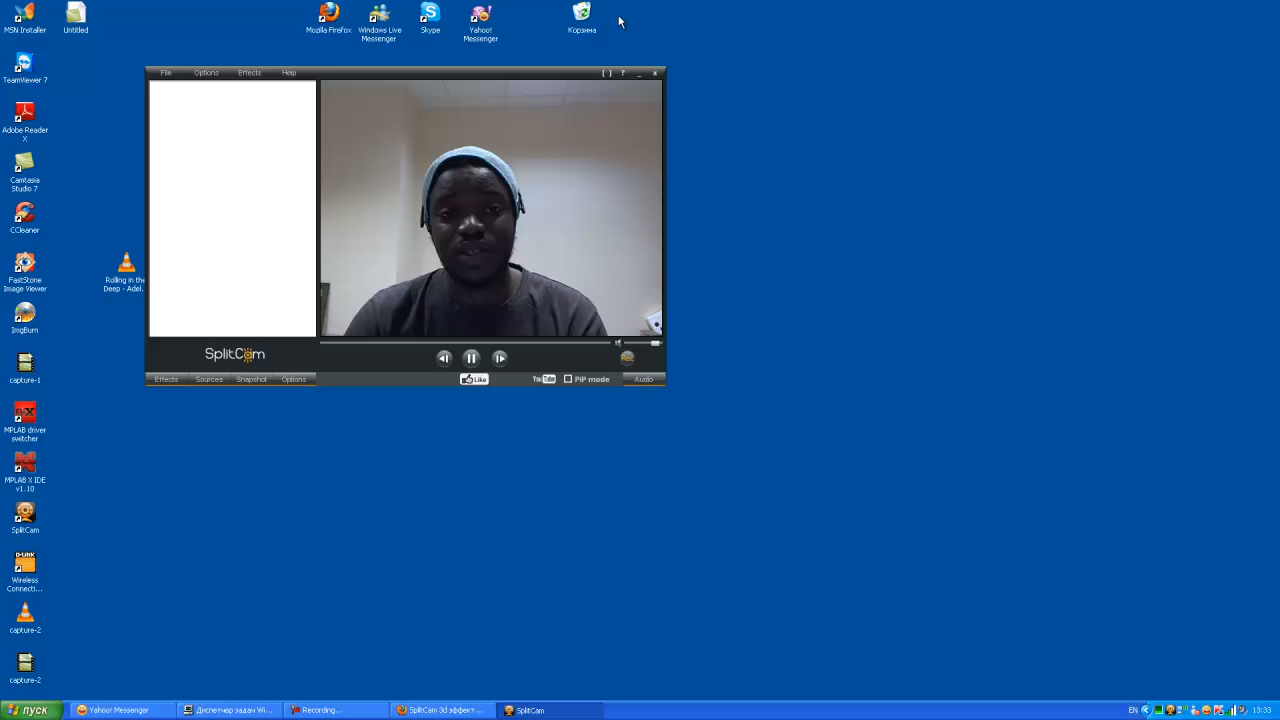 MSN Installer
Untitled
Mozilla Firefox
Windows Live
Messenger
Skype
Yahoo!
Messenger
Корзина
TeamViewer 7
Adobe Reader
X
Camtasia
Studio 7
CCleaner
FastStone
Image Viewer
Rolling in the
Deep - Adel...
ImgBurn
capture-1
MPLAB driver
switcher
MPLAB X IDE
v1.10
SplitCam
D-Link
Wireless
Connecti...
capture-2
capture-2
File Options Effects Help
[ ] ? _ x
SplitCam
Rec
Effects Sources Snapshot Options
Like
YouTube
PiP mode
Audio
пуск
Yahoo! Messenger
Диспетчер задач Wi...
Recording...
SplitCam 3d эффект...
SplitCam
EN
13:33